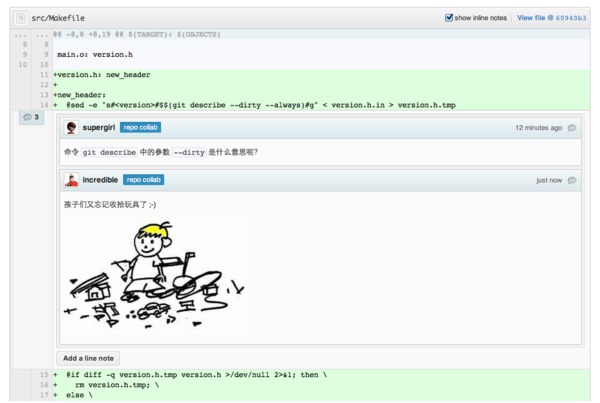 src/Makefile
show inline notes View file @ 60940b3
... ... @@ -8,8 +8,19 @@ $(TARGET): $(OBJECTS)
8 8
9 9 main.o: version.h
10 10
11 +version.h: new_header
12 +
13 +new_header:
14 + @sed -e "s#<version>#$$(git describe --dirty --always)#g" < version.h.in > version.h.tmp
3
supergirl repo collab 12 minutes ago
命令 git describe 中的参数 --dirty 是什么意思呢?
incredible repo collab just now
孩子们又忘记收拾玩具了 ;-)
Add a line note
15 + @if diff -q version.h.tmp version.h >/dev/null 2>&1; then \
16 + rm version.h.tmp; \
17 + else \